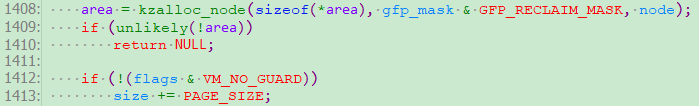 1408: area = kzalloc_node(sizeof(*area), gfp_mask & GFP_RECLAIM_MASK, node);
1409: if (unlikely(!area))
1410: return NULL;
1411:
1412: if (!(flags & VM_NO_GUARD))
1413: size += PAGE_SIZE;